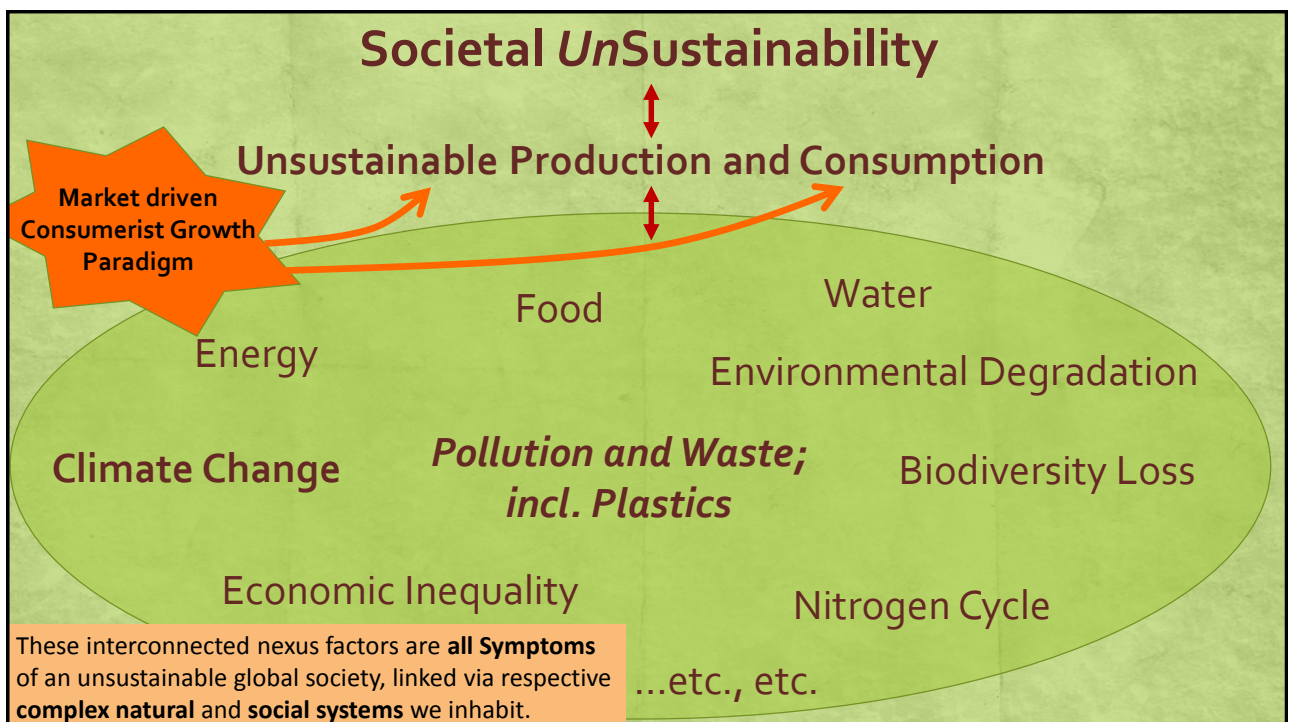 Societal UnSustainability
Unsustainable Production and Consumption
Market driven
Consumerist Growth
Paradigm
Food
Water
Energy
Environmental Degradation
Climate Change
Pollution and Waste;
incl. Plastics
Biodiversity Loss
Economic Inequality
Nitrogen Cycle
These interconnected nexus factors are all Symptoms
of an unsustainable global society, linked via respective
complex natural and social systems we inhabit.
...etc., etc.